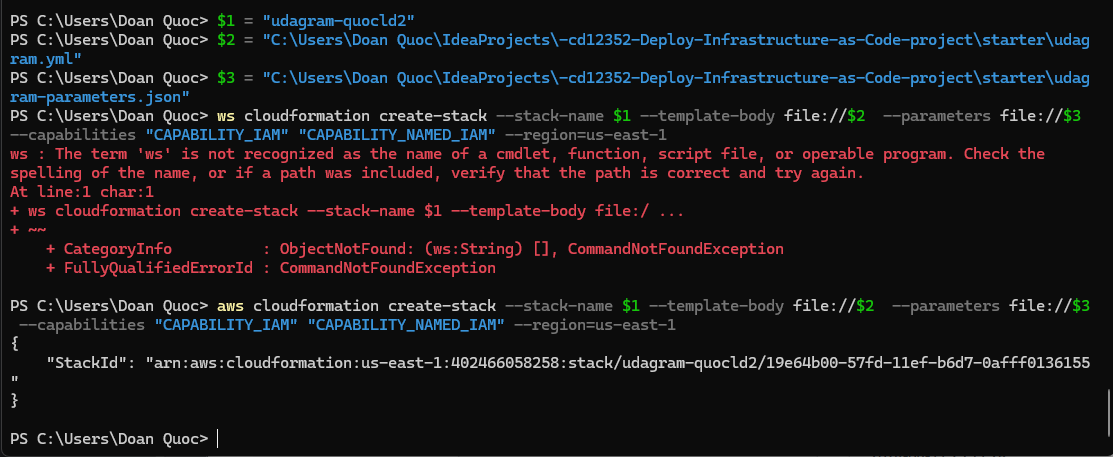 PS C:\Users\Doan Quoc> $1 = "udagram-quocld2"
PS C:\Users\Doan Quoc> $2 = "C:\Users\Doan Quoc\IdeaProjects\-cd12352-Deploy-Infrastructure-as-Code-project\starter\udag
ram.yml"
PS C:\Users\Doan Quoc> $3 = "C:\Users\Doan Quoc\IdeaProjects\-cd12352-Deploy-Infrastructure-as-Code-project\starter\udag
ram-parameters.json"
PS C:\Users\Doan Quoc> ws cloudformation create-stack --stack-name $1 --template-body file://$2  --parameters file://$3
--capabilities "CAPABILITY_IAM" "CAPABILITY_NAMED_IAM" --region=us-east-1
ws : The term 'ws' is not recognized as the name of a cmdlet, function, script file, or operable program. Check the
spelling of the name, or if a path was included, verify that the path is correct and try again.
At line:1 char:1
+ ws cloudformation create-stack --stack-name $1 --template-body file:/ ...
+ ~~
    + CategoryInfo          : ObjectNotFound: (ws:String) [], CommandNotFoundException
    + FullyQualifiedErrorId : CommandNotFoundException

PS C:\Users\Doan Quoc> aws cloudformation create-stack --stack-name $1 --template-body file://$2  --parameters file://$3
 --capabilities "CAPABILITY_IAM" "CAPABILITY_NAMED_IAM" --region=us-east-1
{
    "StackId": "arn:aws:cloudformation:us-east-1:402466058258:stack/udagram-quocld2/19e64b00-57fd-11ef-b6d7-0afff0136155
"
}

PS C:\Users\Doan Quoc>